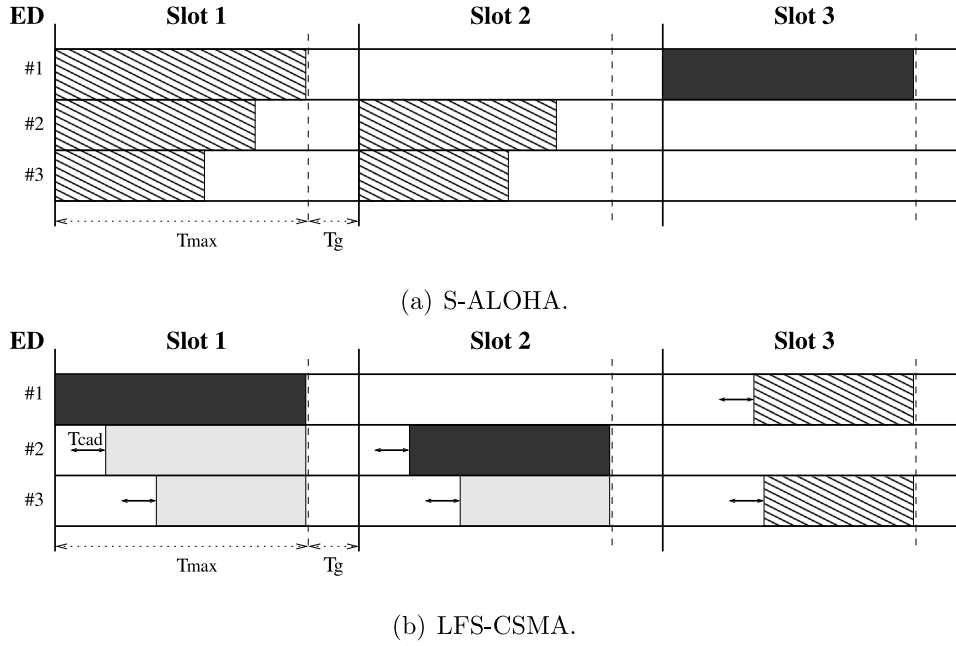 ED Slot 1 Slot 2 Slot 3
#1
#2
#3
Tmax Tg
(a) S-ALOHA.
ED Slot 1 Slot 2 Slot 3
#1
#2 Tcad
#3
Tmax Tg
(b) LFS-CSMA.